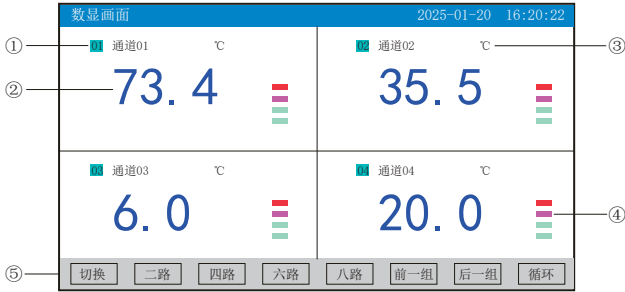 数显画面 2025-01-20 16:20:22
① 01 通道01 ℃ 02 通道02 ℃ ③
② 73.4 35.5
03 通道03 ℃ 04 通道04 ℃
6.0 20.0 ④
⑤ 切换 二路 四路 六路 八路 前一组 后一组 循环